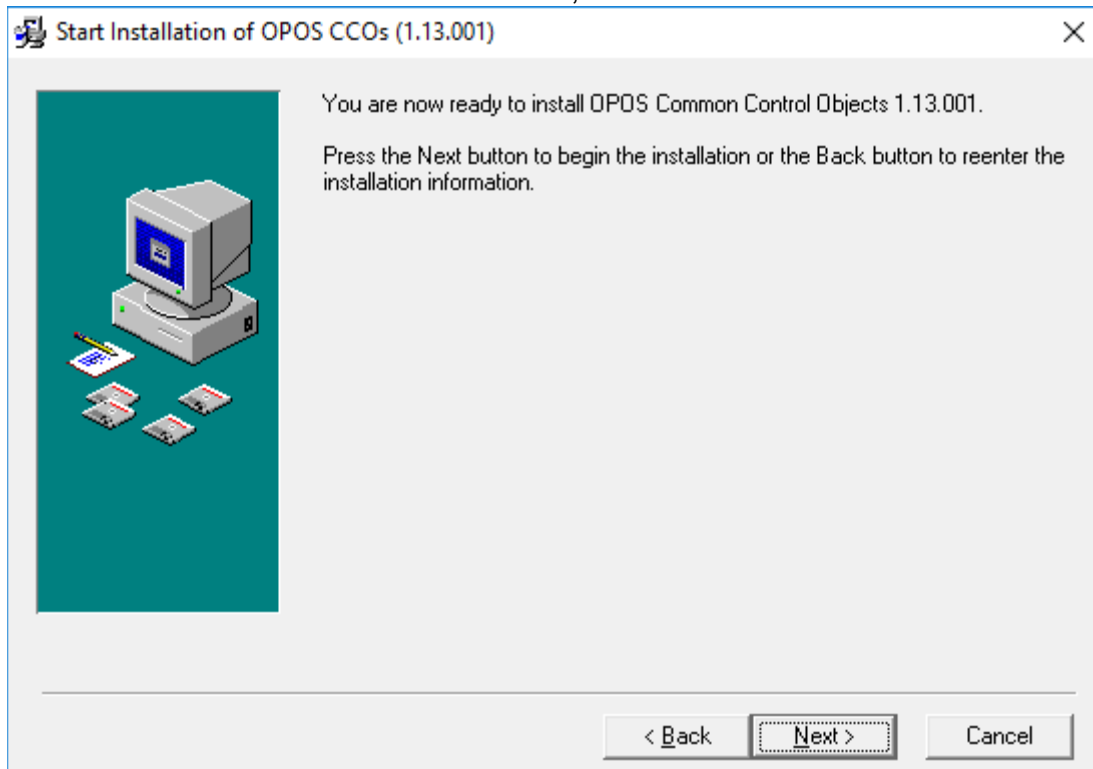 Start Installation of OPOS CCOs (1.13.001)
You are now ready to install OPOS Common Control Objects 1.13.001.
Press the Next button to begin the installation or the Back button to reenter the
installation information.
< Back
Next >
Cancel